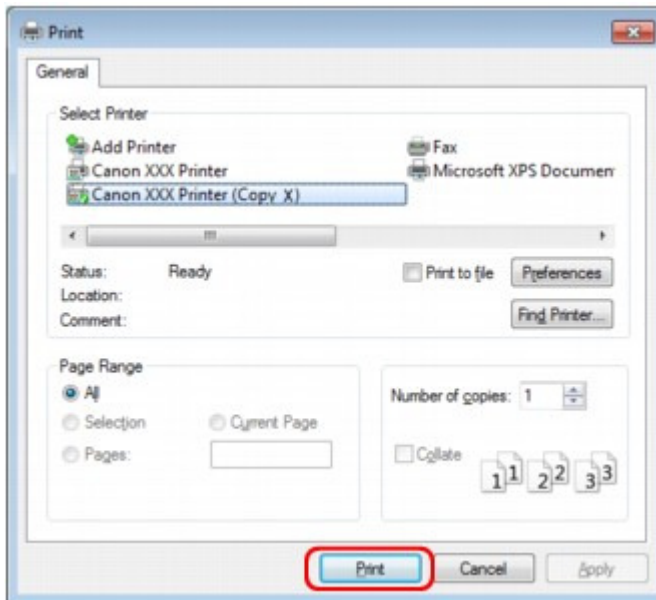 Print
General
Select Printer
Add Printer
Fax
Canon XXX Printer
Microsoft XPS Documen
Canon XXX Printer (Copy X)
Status: Ready
Print to file
Preferences
Location:
Comment:
Find Printer...
Page Range
All
Number of copies: 1
Selection
Current Page
Pages:
Collate
1 1 2 2 3 3
Print
Cancel
Apply